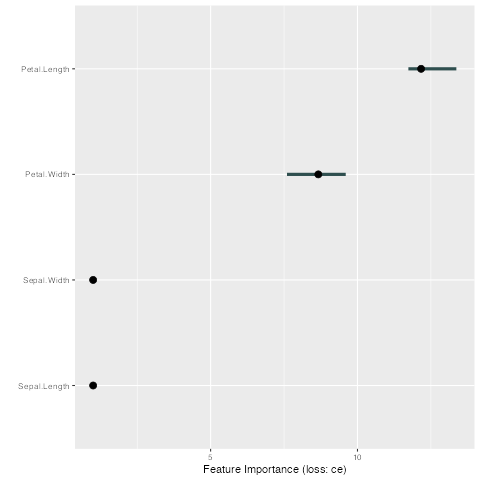 Petal.Length
Petal.Width
Sepal.Width
Sepal.Length
5 10
Feature Importance (loss: ce)